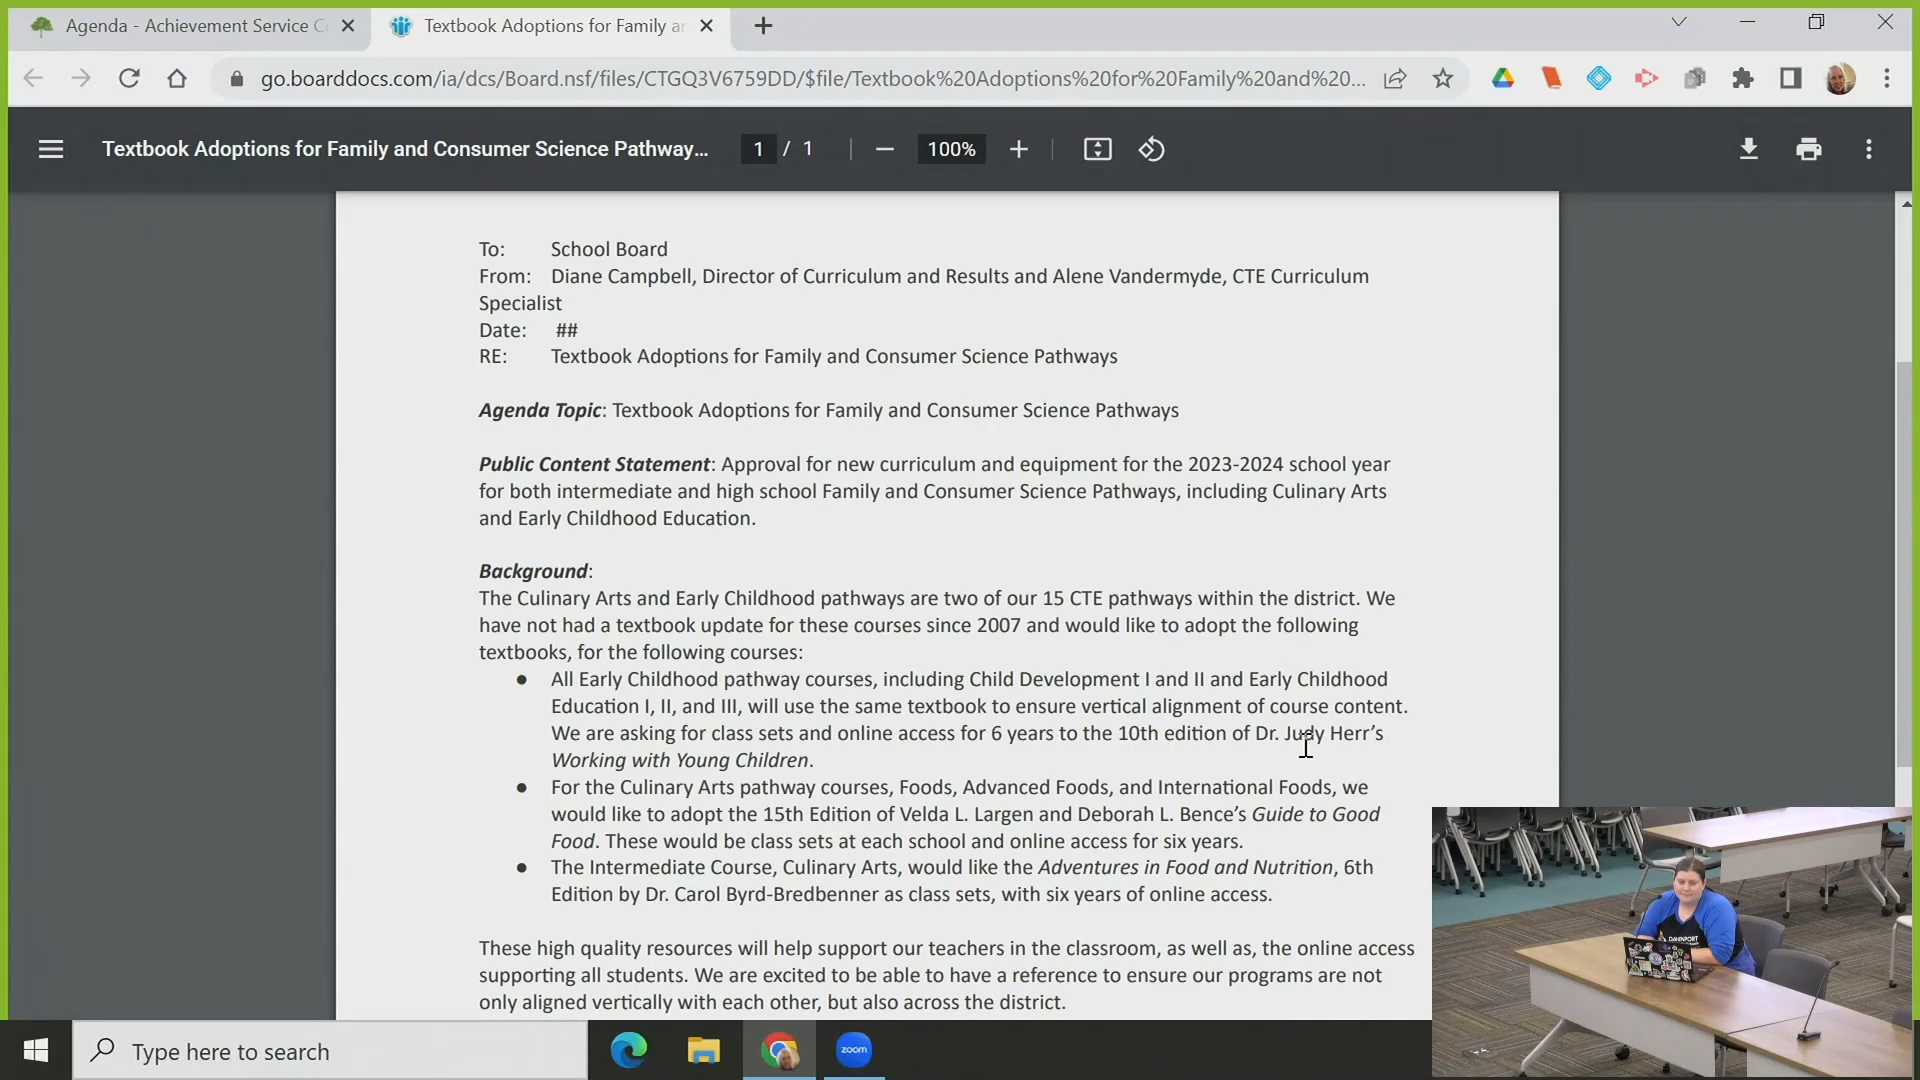 Agenda - Achievement Service C
Textbook Adoptions for Family ar
go.boarddocs.com/ia/dcs/Board.nsf/files/CTGQ3V6759DD/$file/Textbook%20Adoptions%20for%20Family%20and%20...
Textbook Adoptions for Family and Consumer Science Pathway...
1 / 1
100%
To: School Board
From: Diane Campbell, Director of Curriculum and Results and Alene Vandermyde, CTE Curriculum
Specialist
Date: ##
RE: Textbook Adoptions for Family and Consumer Science Pathways
Agenda Topic: Textbook Adoptions for Family and Consumer Science Pathways
Public Content Statement: Approval for new curriculum and equipment for the 2023-2024 school year
for both intermediate and high school Family and Consumer Science Pathways, including Culinary Arts
and Early Childhood Education.
Background:
The Culinary Arts and Early Childhood pathways are two of our 15 CTE pathways within the district. We
have not had a textbook update for these courses since 2007 and would like to adopt the following
textbooks, for the following courses:
● All Early Childhood pathway courses, including Child Development I and II and Early Childhood
Education I, II, and III, will use the same textbook to ensure vertical alignment of course content.
We are asking for class sets and online access for 6 years to the 10th edition of Dr. Judy Herr's
Working with Young Children.
● For the Culinary Arts pathway courses, Foods, Advanced Foods, and International Foods, we
would like to adopt the 15th Edition of Velda L. Largen and Deborah L. Bence's Guide to Good
Food. These would be class sets at each school and online access for six years.
● The Intermediate Course, Culinary Arts, would like the Adventures in Food and Nutrition, 6th
Edition by Dr. Carol Byrd-Bredbenner as class sets, with six years of online access.
These high quality resources will help support our teachers in the classroom, as well as, the online access
supporting all students. We are excited to be able to have a reference to ensure our programs are not
only aligned vertically with each other, but also across the district.
DAVENPORT
Type here to search
zoom